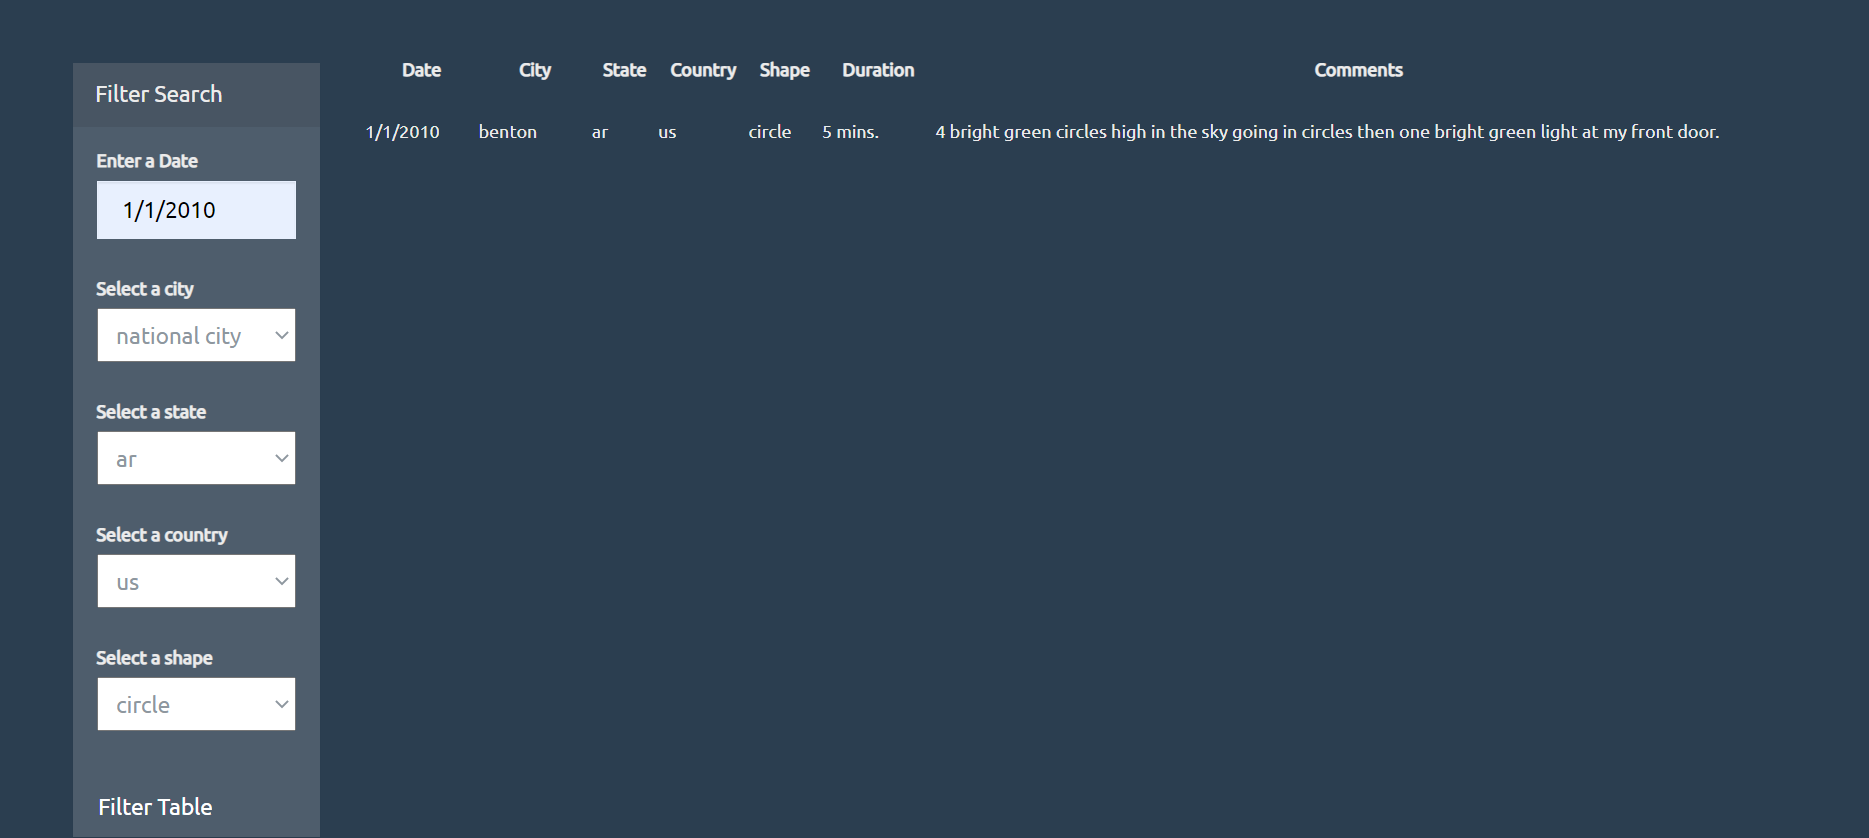 Filter Search
Enter a Date
1/1/2010
Select a city
national city
Select a state
ar
Select a country
us
Select a shape
circle
Filter Table
Date City State Country Shape Duration Comments
1/1/2010 benton ar us circle 5 mins. 4 bright green circles high in the sky going in circles then one bright green light at my front door.